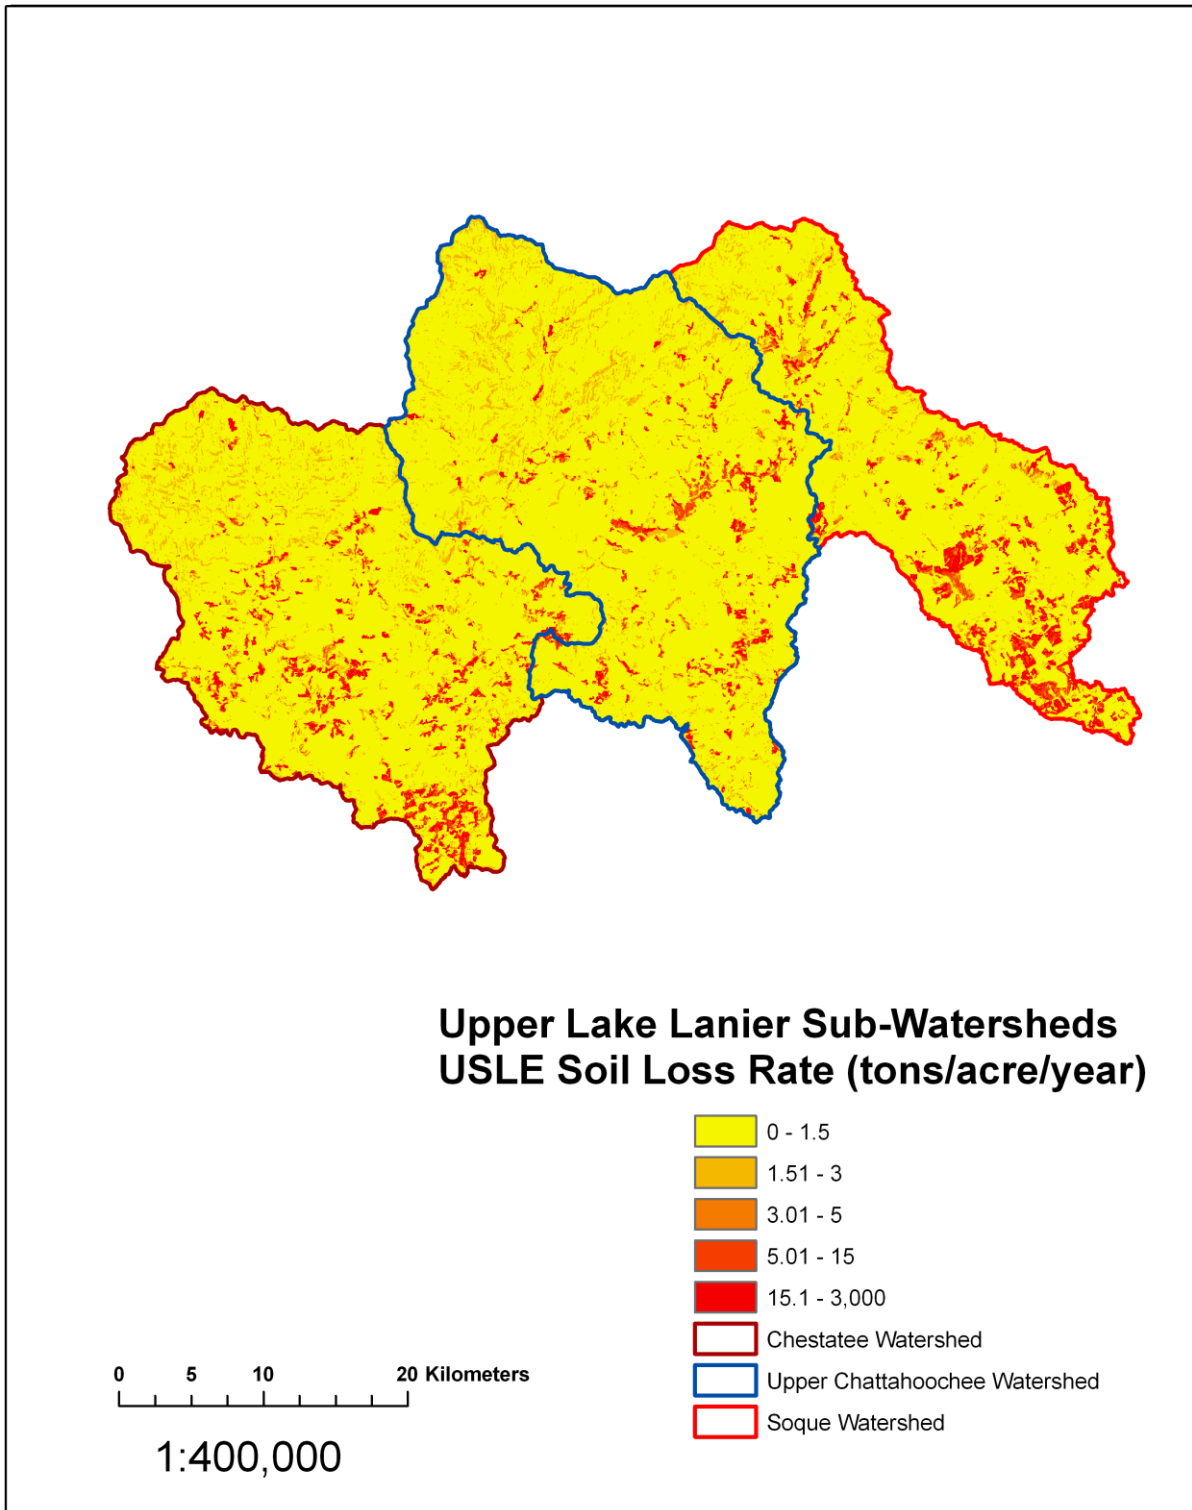 Upper Lake Lanier Sub-Watersheds
USLE Soil Loss Rate (tons/acre/year)
0 - 1.5
1.51 - 3
3.01 - 5
5.01 - 15
15.1 - 3,000
Chestatee Watershed
Upper Chattahoochee Watershed
Soque Watershed
0 5 10 20 Kilometers
1:400,000